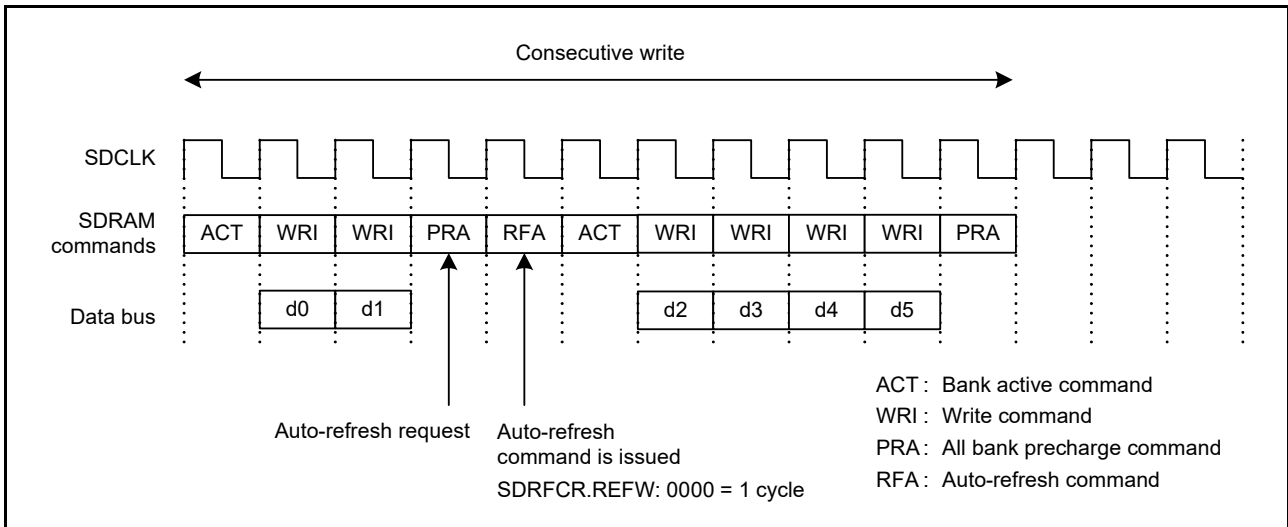 Consecutive write
SDCLK
SDRAM
commands
ACT WRI WRI PRA RFA ACT WRI WRI WRI WRI PRA
Data bus
d0 d1 d2 d3 d4 d5
Auto-refresh request
Auto-refresh
command is issued
SDRFCR.REFW: 0000 = 1 cycle
ACT : Bank active command
WRI : Write command
PRA : All bank precharge command
RFA : Auto-refresh command